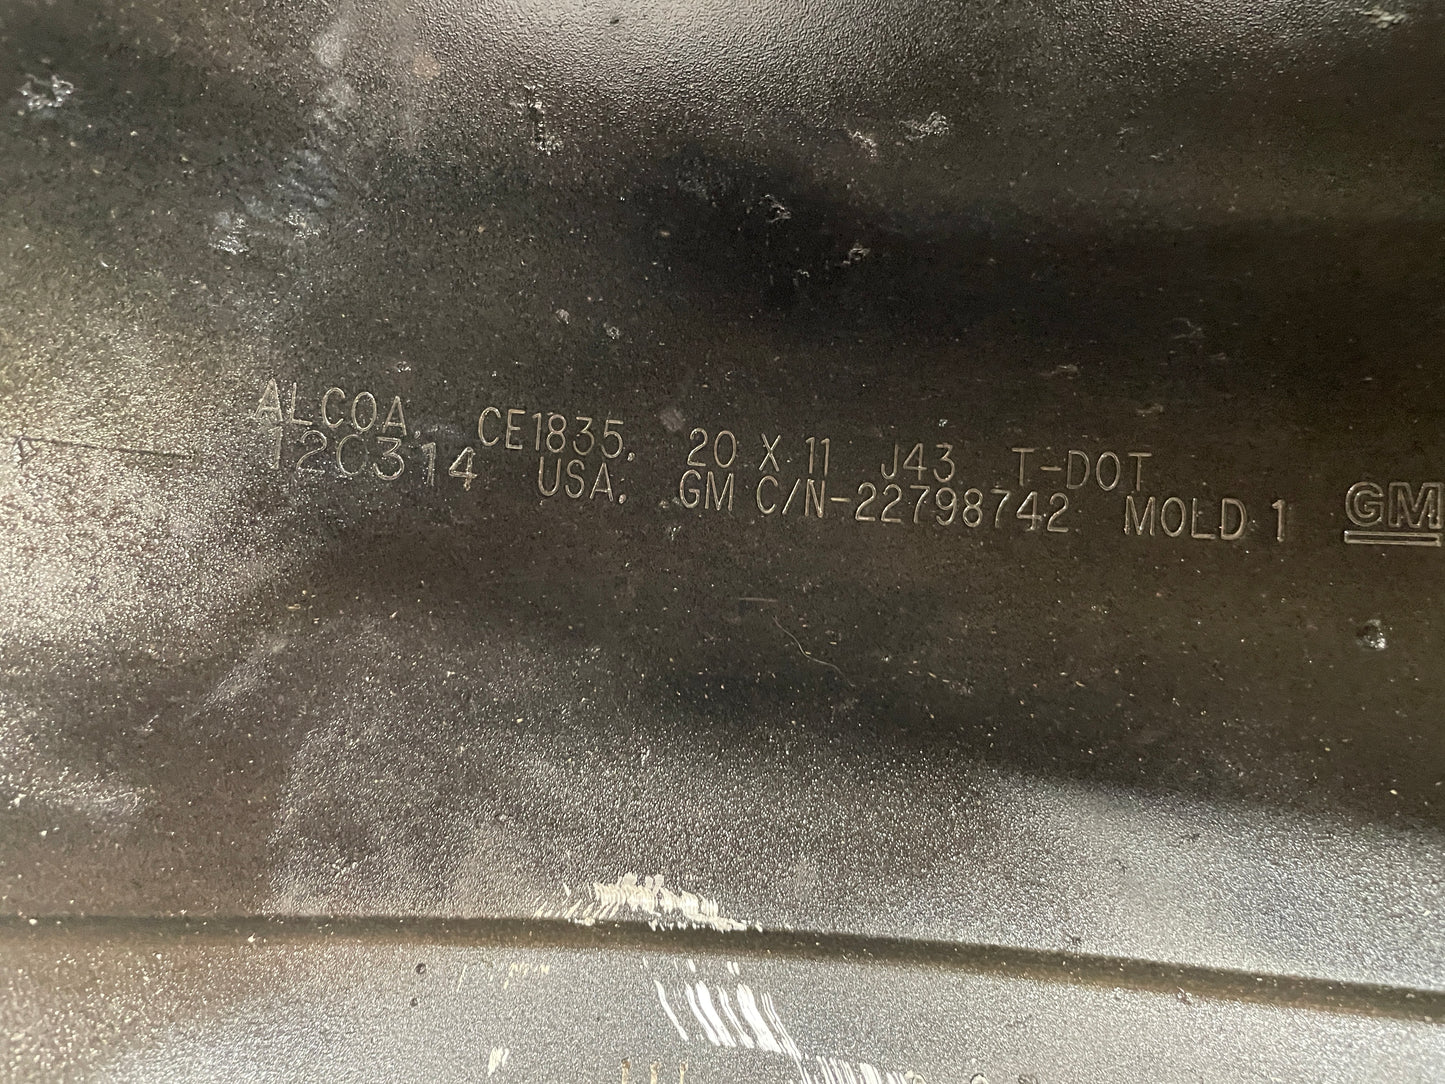 ALCOA. CE1835. 20 X 11 J43 T-DOT
120314 USA. GM C/N-22798742 MOLD 1 GM